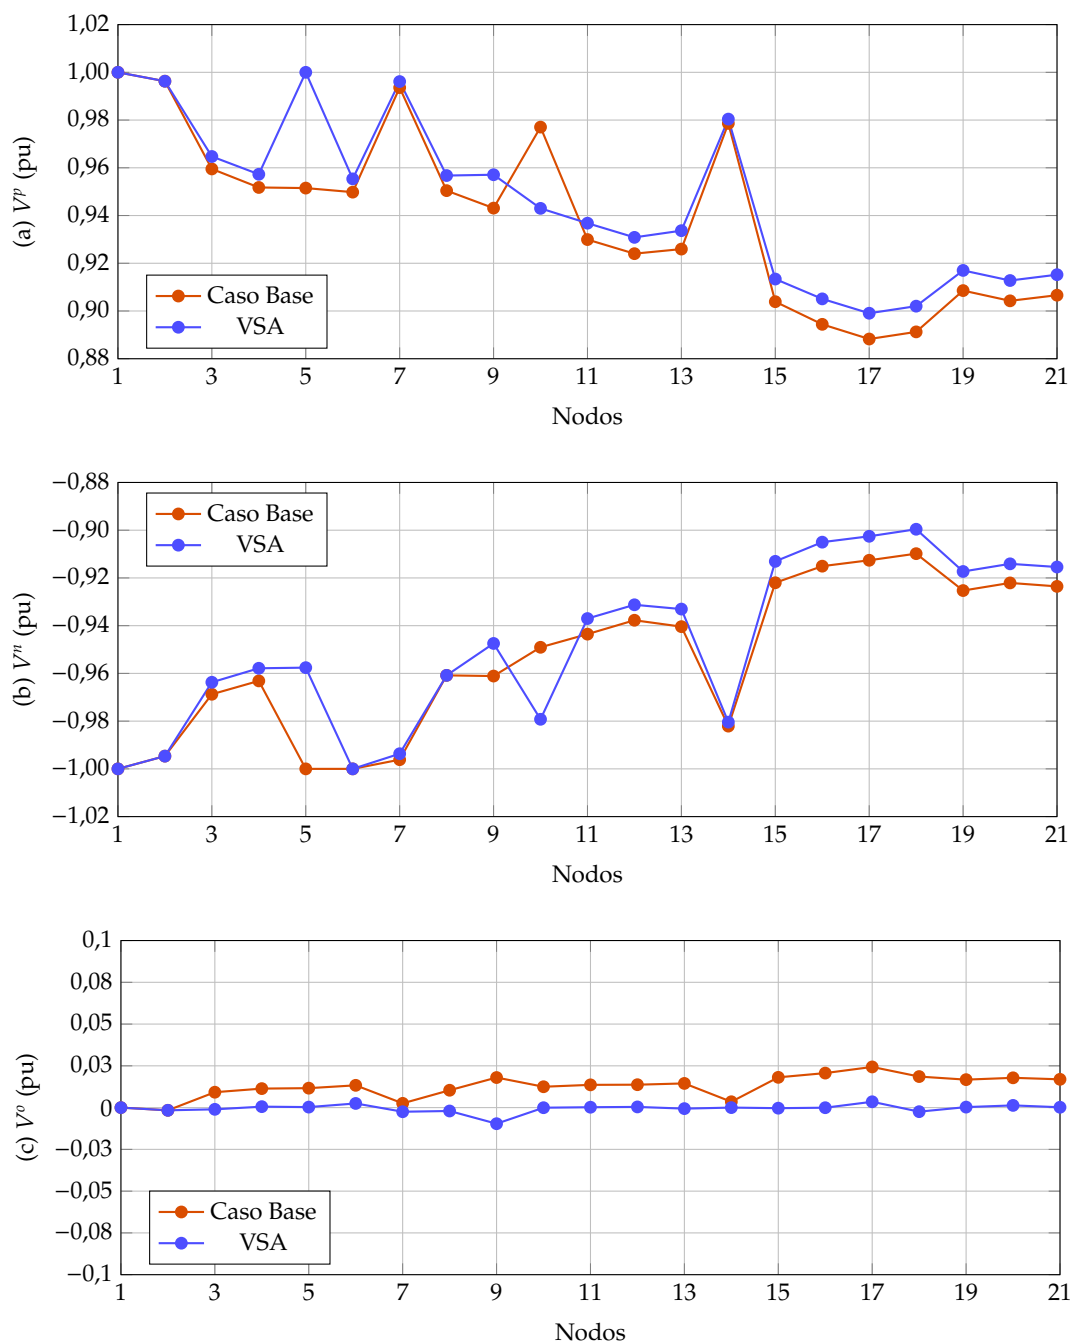 1,02
1,00
0,98
0,96
0,94
0,92
0,90
0,88
(a) V^p (pu)
Caso Base
VSA
1 3 5 7 9 11 13 15 17 19 21
Nodos
−0,88
−0,90
−0,92
−0,94
−0,96
−0,98
−1,00
−1,02
(b) V^n (pu)
Caso Base
VSA
1 3 5 7 9 11 13 15 17 19 21
Nodos
0,1
0,08
0,05
0,03
0
−0,03
−0,05
−0,08
−0,1
(c) V^o (pu)
Caso Base
VSA
1 3 5 7 9 11 13 15 17 19 21
Nodos